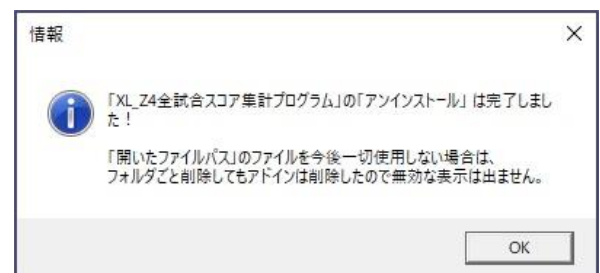 情報
「XL_Z4全試合スコア集計プログラム」の「アンインストール」は完了しまし
た！
「開いたファイルパス」のファイルを今後一切使用しない場合は、
フォルダごと削除してもアドインは削除したので無効な表示は出ません。
OK